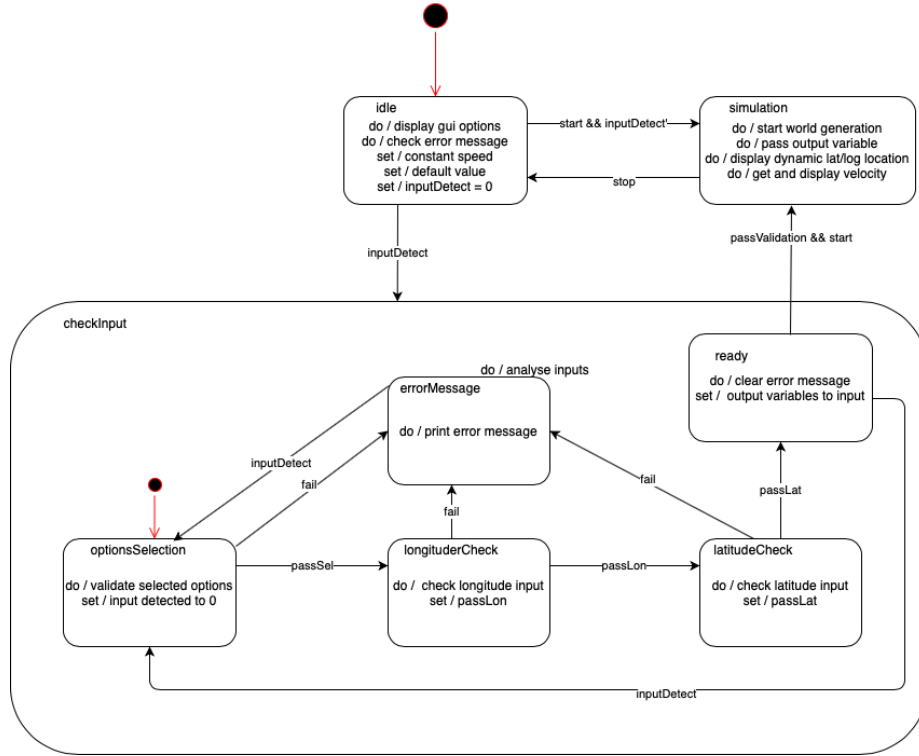 idle
do / display gui options
do / check error message
set / constant speed
set / default value
set / inputDetect = 0
start && inputDetect'
stop
simulation
do / start world generation
do / pass output variable
do / display dynamic lat/log location
do / get and display velocity
inputDetect
passValidation && start
checkInput
do / analyse inputs
errorMessage
do / print error message
ready
do / clear error message
set / output variables to input
inputDetect
fail
fail
fail
passLat
optionsSelection
do / validate selected options
set / input detected to 0
passSel
longituderCheck
do / check longitude input
set / passLon
passLon
latitudeCheck
do / check latitude input
set / passLat
inputDetect